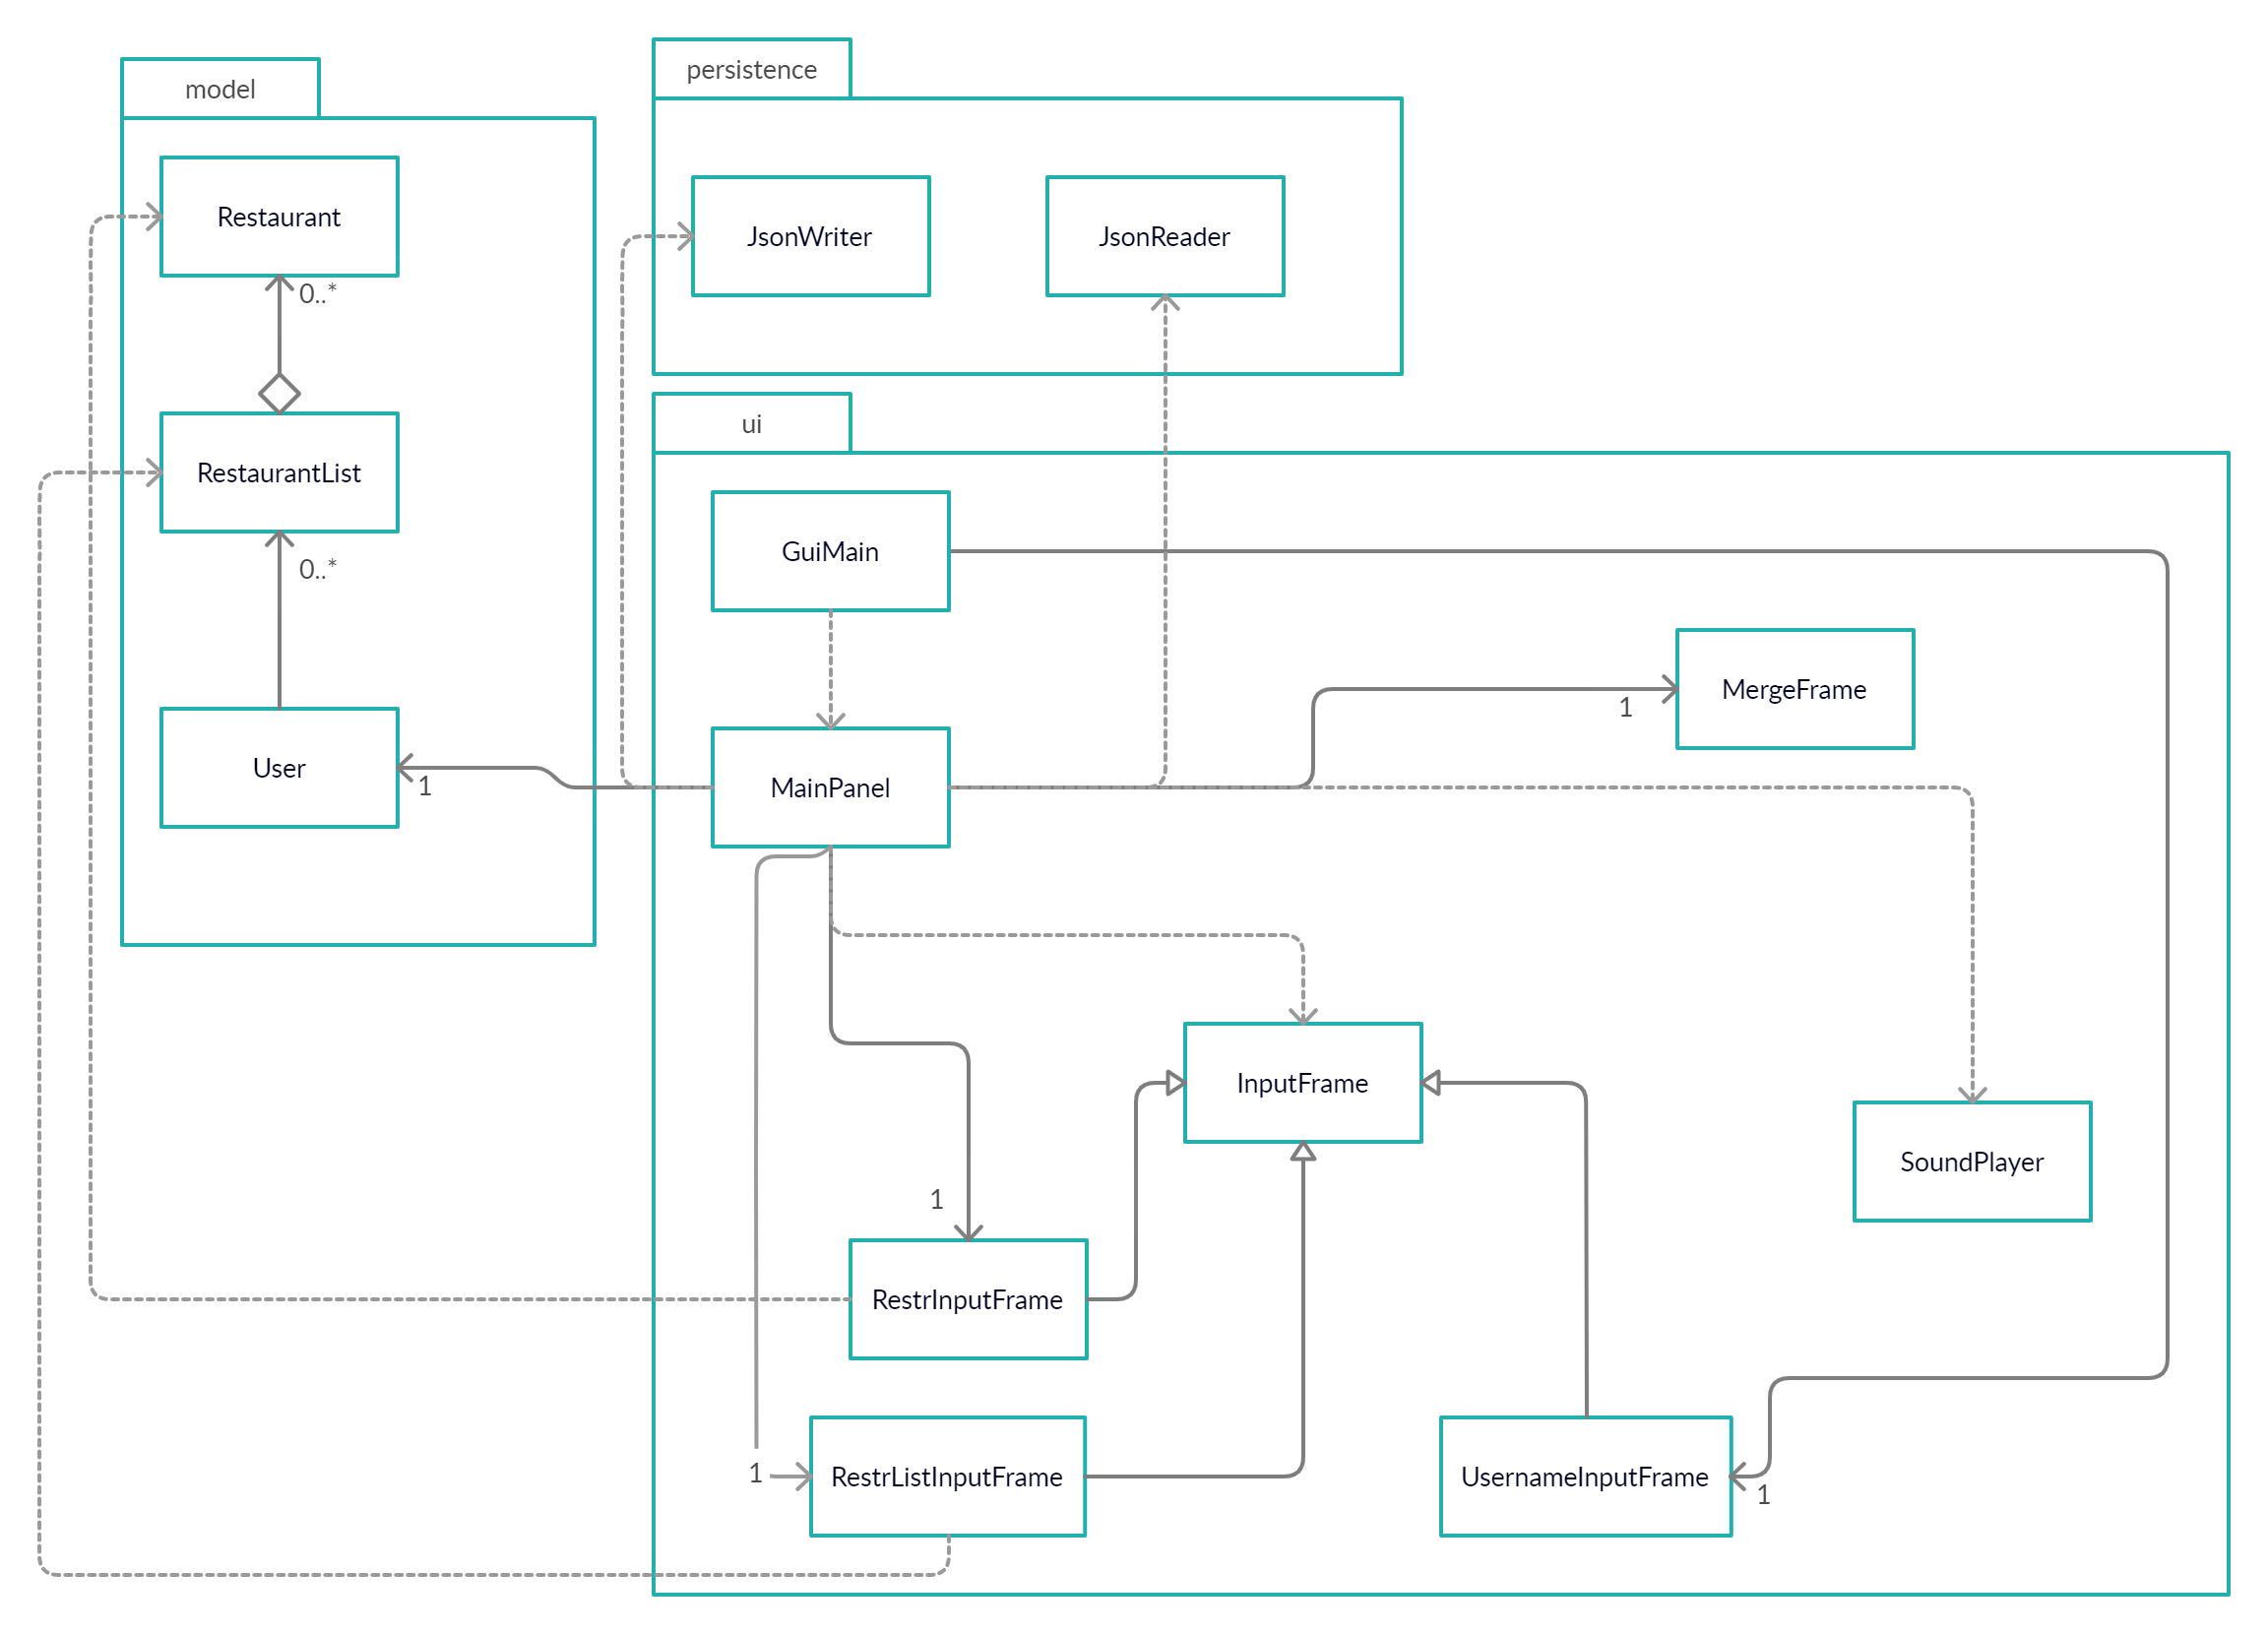 persistence
model
Restaurant
JsonWriter
JsonReader
0..*
ui
RestaurantList
GuiMain
0..*
MergeFrame
1
User
1
MainPanel
InputFrame
SoundPlayer
1
RestrInputFrame
1
RestrListInputFrame
UsernameInputFrame
1